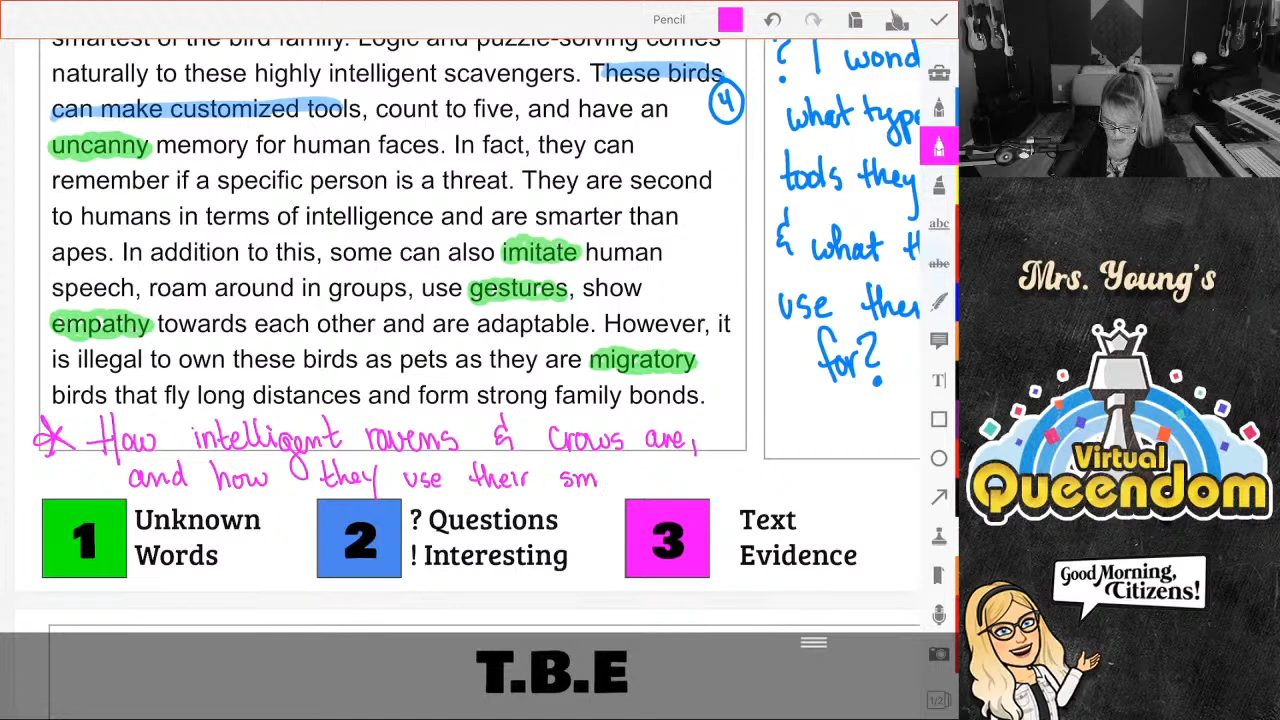 Pencil
smartest of the bird family. Logic and puzzle-solving comes
naturally to these highly intelligent scavengers. These birds
can make customized tools, count to five, and have an
uncanny memory for human faces. In fact, they can
remember if a specific person is a threat. They are second
to humans in terms of intelligence and are smarter than
apes. In addition to this, some can also imitate human
speech, roam around in groups, use gestures, show
empathy towards each other and are adaptable. However, it
is illegal to own these birds as pets as they are migratory
birds that fly long distances and form strong family bonds.
4
? I wond
what type
tools they
& what th
use then
for?
* How intelligent ravens & crows are,
and how they use their sm
1 Unknown Words
2 ? Questions ! Interesting
3 Text Evidence
T.B.E
abc
abc
T
1/2
Mrs. Young's
Virtual
Queendom
Good Morning,
Citizens!